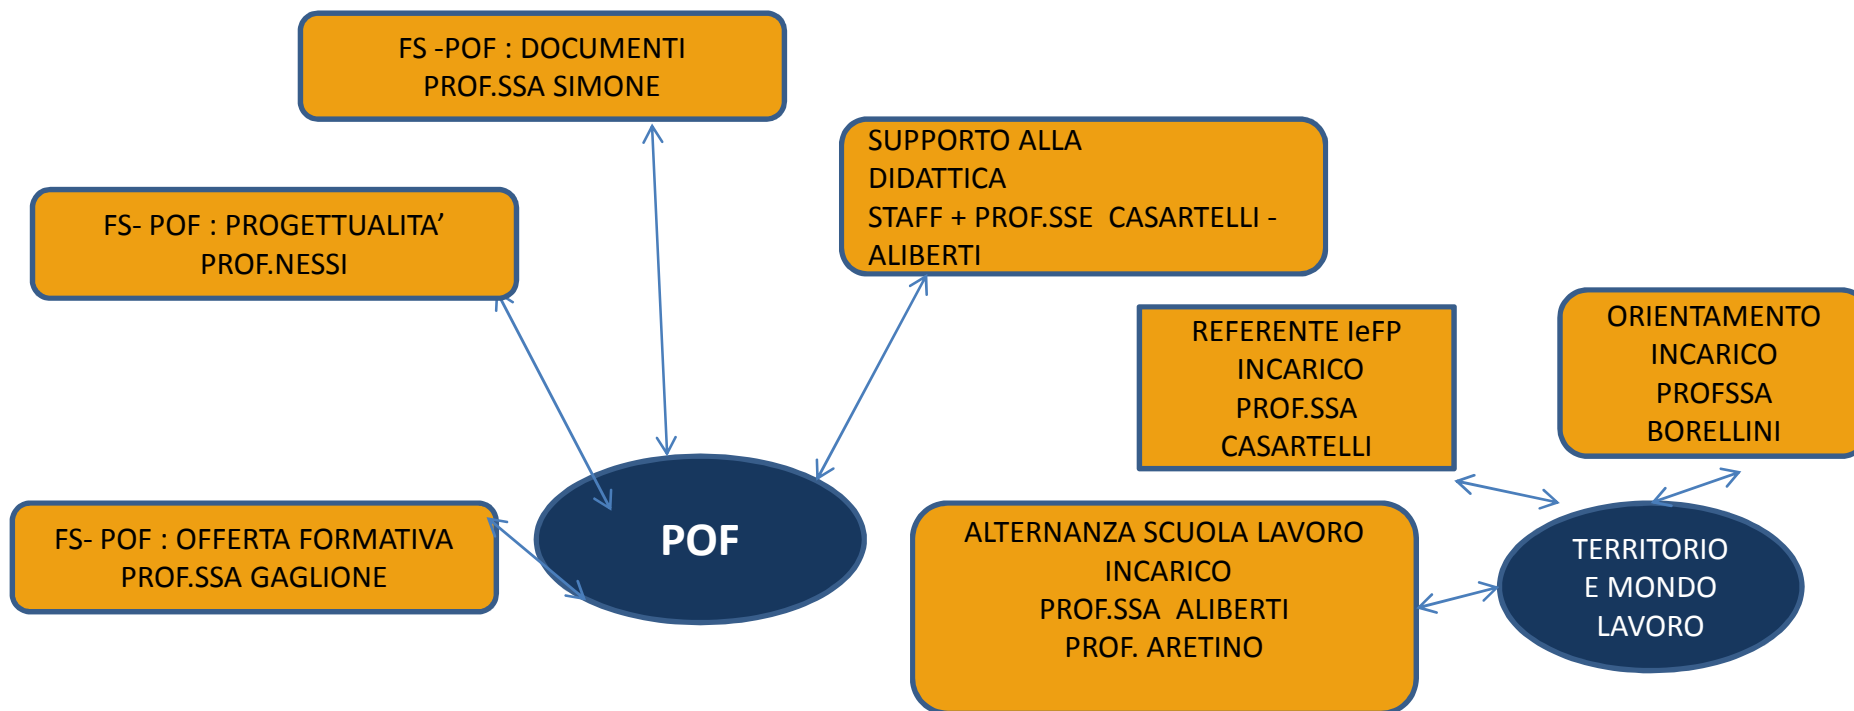 FS -POF : DOCUMENTI
PROF.SSA SIMONE
SUPPORTO ALLA
DIDATTICA
STAFF + PROF.SSE  CASARTELLI -
ALIBERTI
FS- POF : PROGETTUALITA’
PROF.NESSI
REFERENTE IeFP
INCARICO
PROF.SSA
CASARTELLI
ORIENTAMENTO
INCARICO
PROFSSA
BORELLINI
FS- POF : OFFERTA FORMATIVA
PROF.SSA GAGLIONE
POF
ALTERNANZA SCUOLA LAVORO
INCARICO
PROF.SSA  ALIBERTI
PROF. ARETINO
TERRITORIO
E MONDO
LAVORO